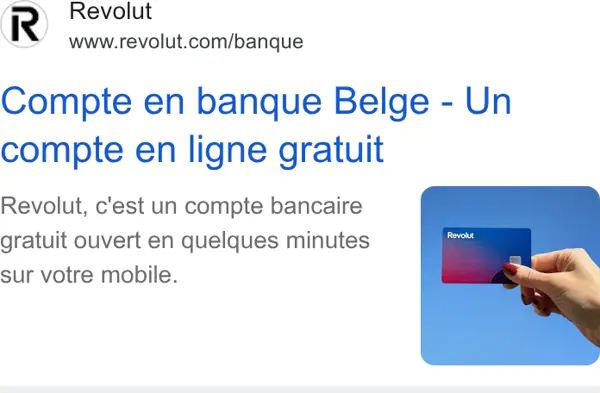 Revolut
www.revolut.com/banque
Compte en banque Belge - Un
compte en ligne gratuit
Revolut, c'est un compte bancaire
gratuit ouvert en quelques minutes
sur votre mobile.
Revolut